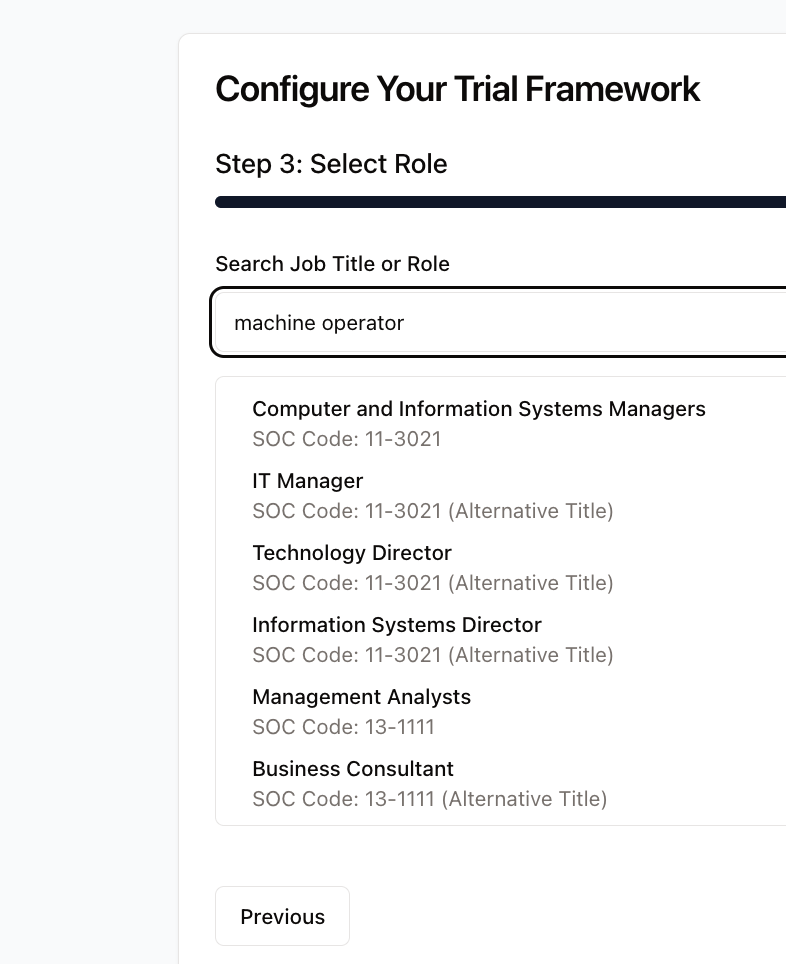 Configure Your Trial Framework
Step 3: Select Role
Search Job Title or Role
machine operator
Computer and Information Systems Managers
SOC Code: 11-3021
IT Manager
SOC Code: 11-3021 (Alternative Title)
Technology Director
SOC Code: 11-3021 (Alternative Title)
Information Systems Director
SOC Code: 11-3021 (Alternative Title)
Management Analysts
SOC Code: 13-1111
Business Consultant
SOC Code: 13-1111 (Alternative Title)
Previous